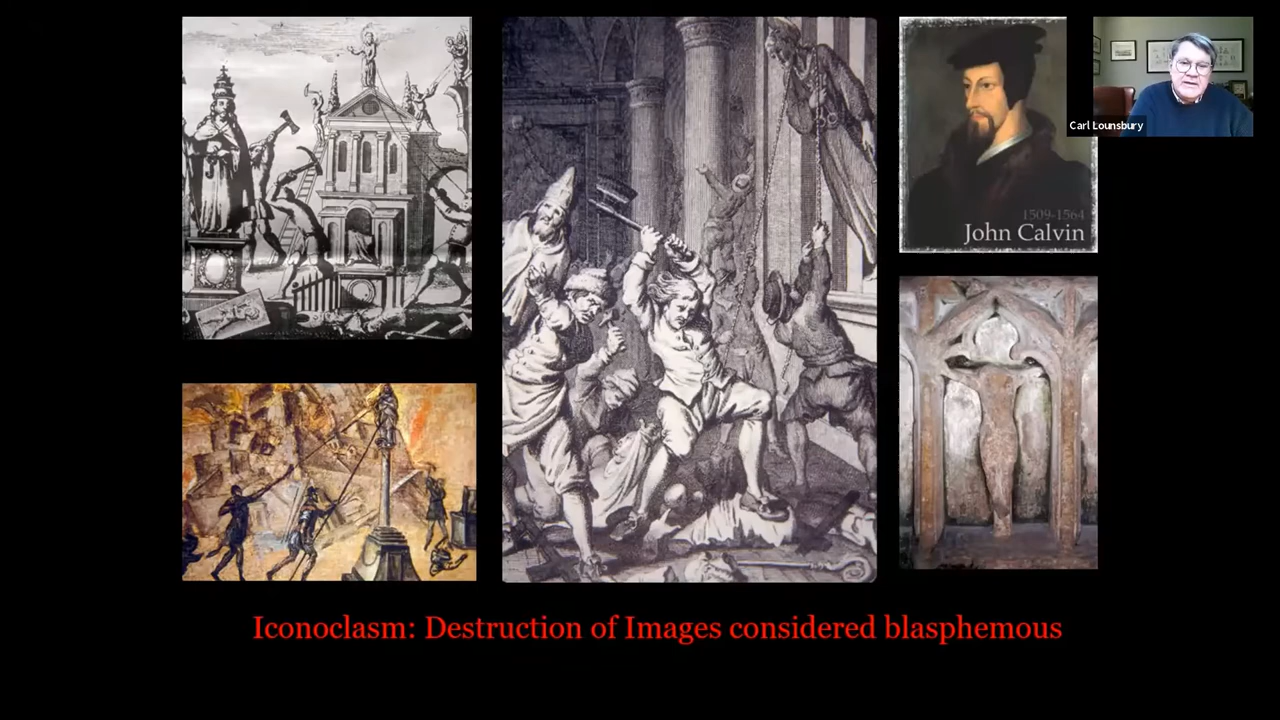 Carl Lounsbury
1509-1564
John Calvin
Iconoclasm: Destruction of Images considered blasphemous